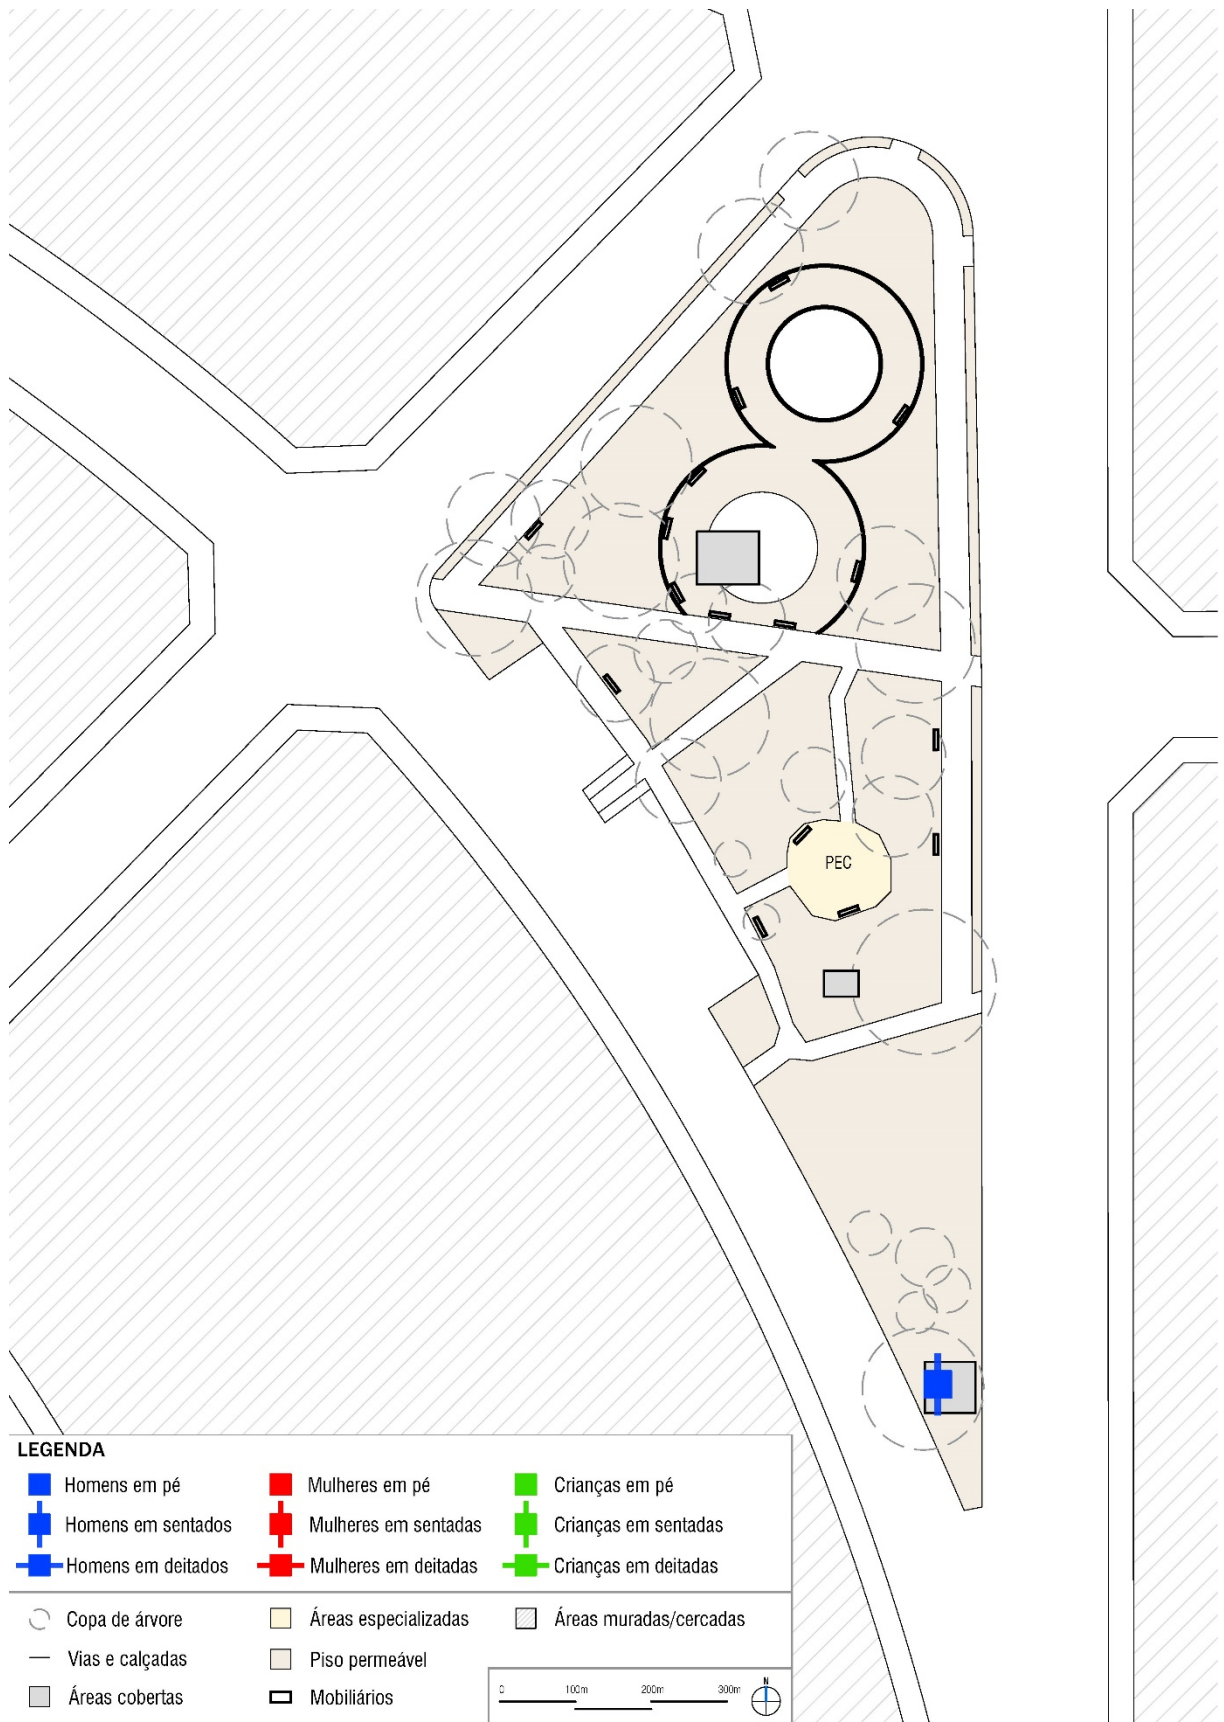 PEC
LEGENDA
Homens em pé
Mulheres em pé
Crianças em pé
Homens em sentados
Mulheres em sentadas
Crianças em sentadas
Homens em deitados
Mulheres em deitadas
Crianças em deitadas
Copa de árvore
Áreas especializadas
Áreas muradas/cercadas
Vias e calçadas
Piso permeável
Áreas cobertas
Mobiliários
0 100m 200m 300m
N